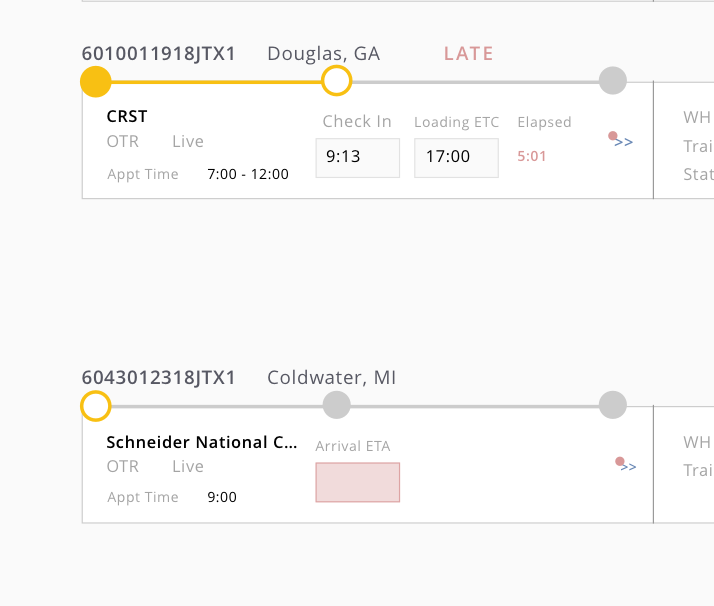 6010011918JTX1 Douglas, GA LATE
CRST Check In Loading ETC Elapsed WH
OTR Live 9:13 17:00 5:01 >> Trai
Appt Time 7:00 - 12:00 Stat
6043012318JTX1 Coldwater, MI
Schneider National C... Arrival ETA WH
OTR Live >> Trai
Appt Time 9:00